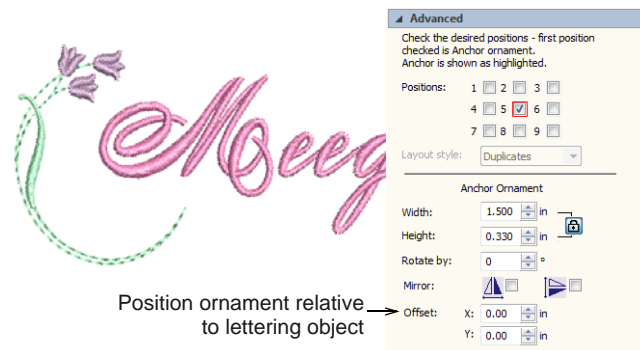 Advanced
Check the desired positions - first position
checked is Anchor ornament.
Anchor is shown as highlighted.
Positions: 1 2 3
4 5 6
7 8 9
Layout style: Duplicates
Anchor Ornament
Width: 1.500 in
Height: 0.330 in
Rotate by: 0 °
Mirror:
Offset: X: 0.00 in
Y: 0.00 in
Meeg
Position ornament relative
to lettering object